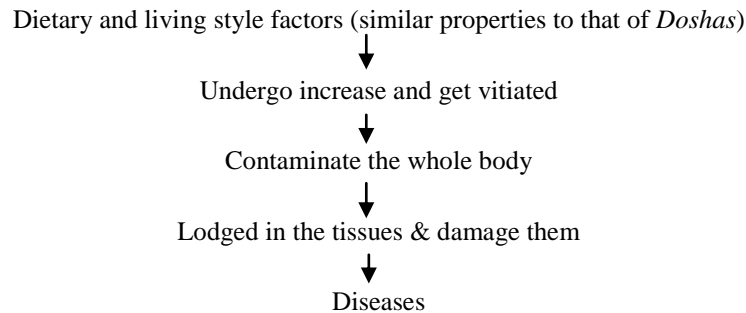 Dietary and living style factors (similar properties to that of Doshas)
Undergo increase and get vitiated
Contaminate the whole body
Lodged in the tissues & damage them
Diseases